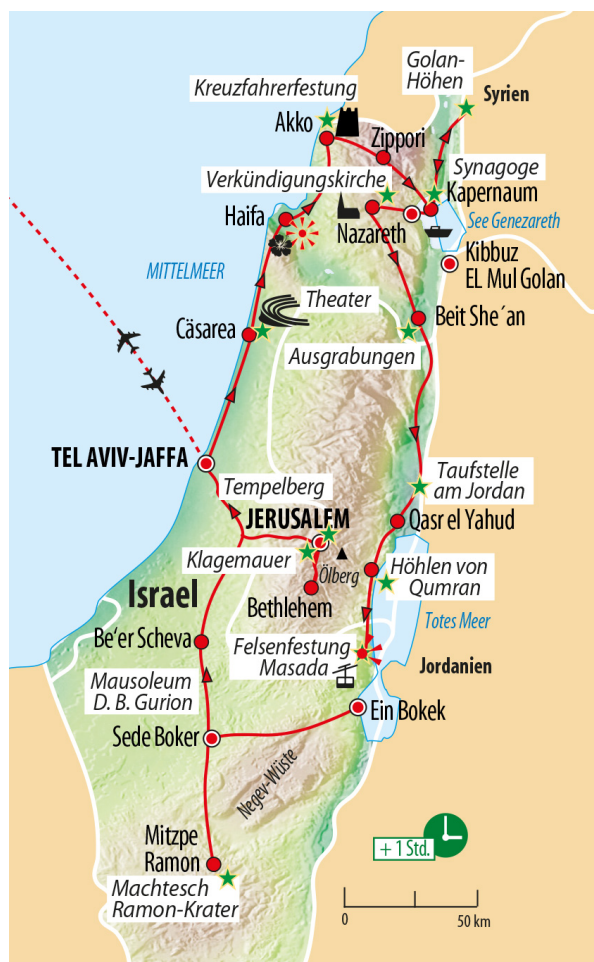 Golan-
Höhen
Syrien
Kreuzfahrerfestung
Akko
Zippori
Verkündigungskirche
Synagoge
Kapernaum
Haifa
Nazareth
See Genezareth
Kibbuz
EL Mul Golan
MITTELMEER
Theater
Cäsarea
Beit She´an
Ausgrabungen
TEL AVIV-JAFFA
Taufstelle
am Jordan
Tempelberg
JERUSALEM
Qasr el Yahud
Klagemauer
Ölberg
Höhlen von
Qumran
Israel
Bethlehem
Totes Meer
Be'er Scheva
Felsenfestung
Masada
Jordanien
Mausoleum
D. B. Gurion
Ein Bokek
Sede Boker
Negev-Wüste
Mitzpe
Ramon
+ 1 Std.
Machtesch
Ramon-Krater
0 50 km